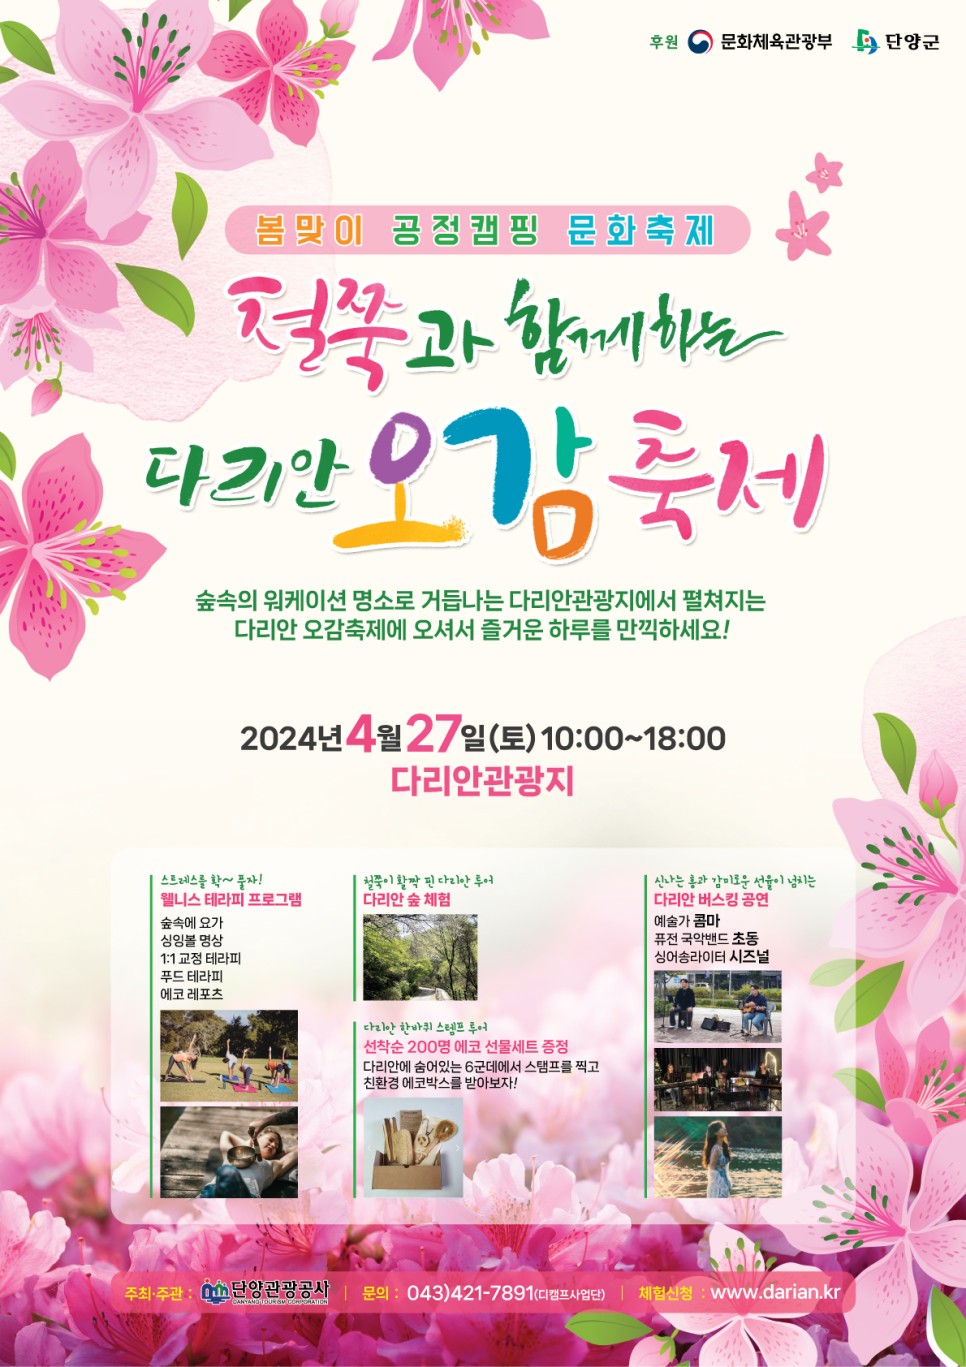 후원 문화체육관광부 단양군
봄맞이 공정캠핑 문화축제
철쭉과 함께하는
다리안 오감축제
숲속의 워케이션 명소로 거듭나는 다리안관광지에서 펼쳐지는
다리안 오감축제에 오셔서 즐거운 하루를 만끽하세요!
2024년 4월 27일(토) 10:00~18:00
다리안관광지
스트레스를 확~ 풀자!
웰니스 테라피 프로그램
숲속에 요가
싱잉볼 명상
1:1 교정 테라피
푸드 테라피
에코 레포츠
철쭉이 활짝 핀 다리안 투어
다리안 숲 체험
다리안 한바퀴 스탬프 투어
선착순 200명 에코 선물세트 증정
다리안에 숨어있는 6군데에서 스탬프를 찍고
친환경 에코박스를 받아보자!
신나는 흥과 감미로운 선율이 넘치는
다리안 버스킹 공연
예술가 콤마
퓨전 국악밴드 초동
싱어송라이터 시즈널
주최·주관 : 단양관광공사 DANYANG TOURISM CORPORATION | 문의 : 043)421-7891(디캠프사업단) | 체험신청 : www.darian.kr